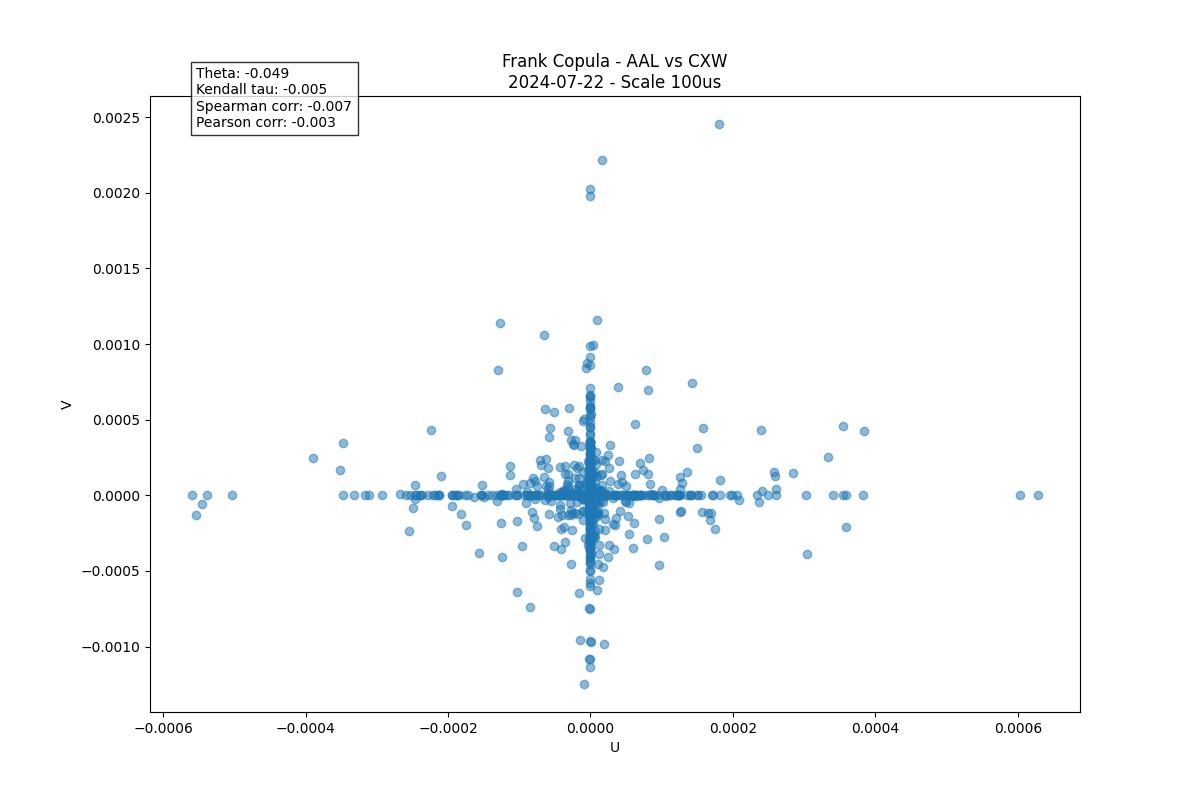 Frank Copula - AAL vs CXW
2024-07-22 - Scale 100us
Theta: -0.049
Kendall tau: -0.005
Spearman corr: -0.007
Pearson corr: -0.003
0.0025
0.0020
0.0015
0.0010
0.0005
0.0000
−0.0005
−0.0010
V
−0.0006 −0.0004 −0.0002 0.0000 0.0002 0.0004 0.0006
U